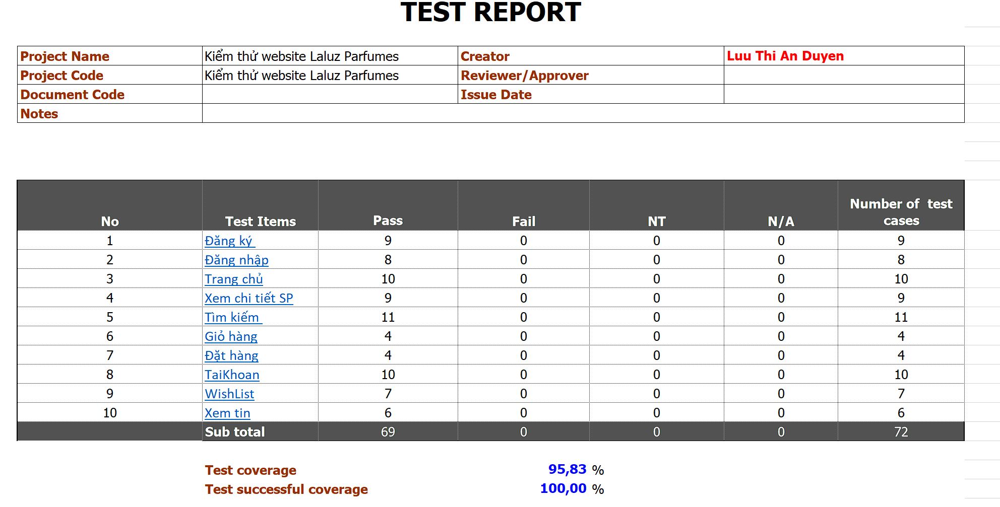 TEST REPORT
Project Name Kiểm thử website Laluz Parfumes Creator Luu Thi An Duyen
Project Code Kiểm thử website Laluz Parfumes Reviewer/Approver
Document Code Issue Date
Notes
No Test Items Pass Fail NT N/A Number of test cases
1 Đăng ký 9 0 0 0 9
2 Đăng nhập 8 0 0 0 8
3 Trang chủ 10 0 0 0 10
4 Xem chi tiết SP 9 0 0 0 9
5 Tìm kiếm 11 0 0 0 11
6 Giỏ hàng 4 0 0 0 4
7 Đặt hàng 4 0 0 0 4
8 TaiKhoan 10 0 0 0 10
9 WishList 7 0 0 0 7
10 Xem tin 6 0 0 0 6
Sub total 69 0 0 0 72
Test coverage 95,83 %
Test successful coverage 100,00 %